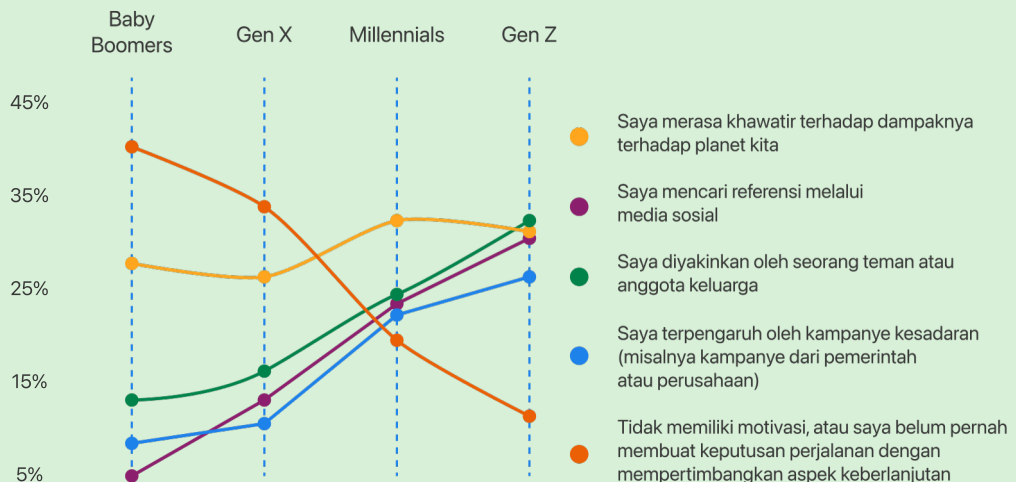 Baby
Boomers
Gen X
Millennials
Gen Z
45%
35%
25%
15%
5%
Saya merasa khawatir terhadap dampaknya
terhadap planet kita
Saya mencari referensi melalui
media sosial
Saya diyakinkan oleh seorang teman atau
anggota keluarga
Saya terpengaruh oleh kampanye kesadaran
(misalnya kampanye dari pemerintah
atau perusahaan)
Tidak memiliki motivasi, atau saya belum pernah
membuat keputusan perjalanan dengan
mempertimbangkan aspek keberlanjutan